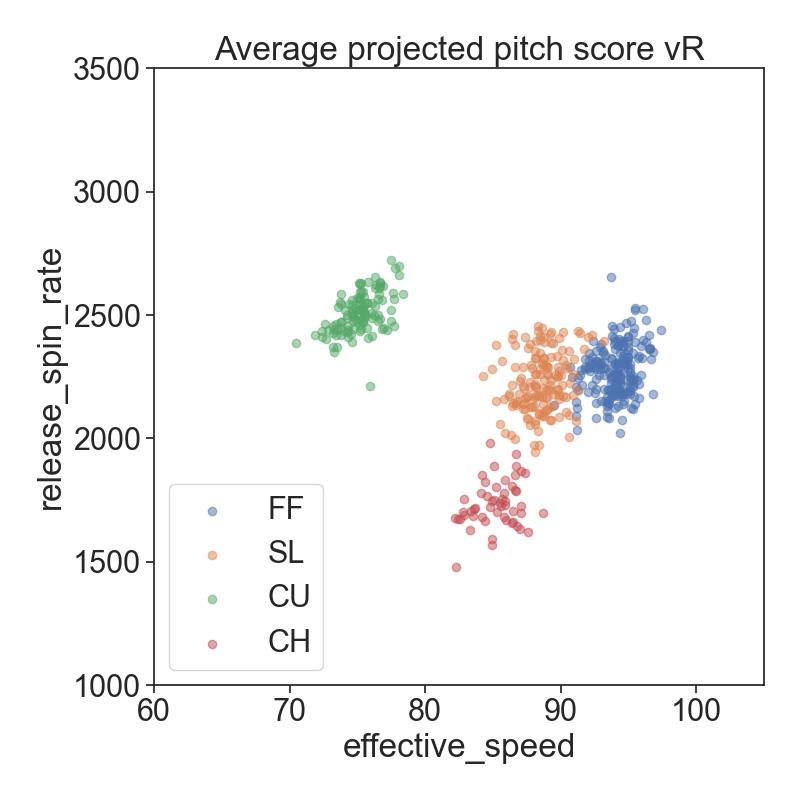 Average projected pitch score vR
3500
3000
2500
2000
1500
1000
release_spin_rate
FF
SL
CU
CH
60 70 80 90 100
effective_speed